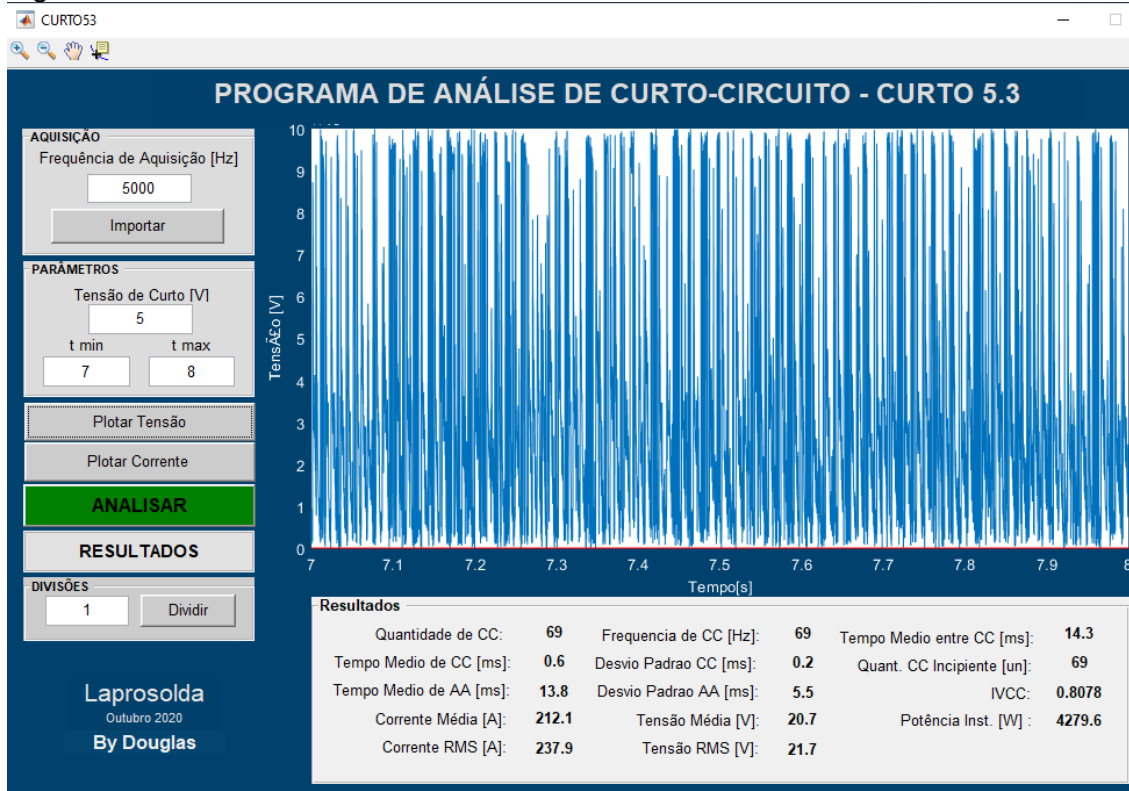 CURTO53
PROGRAMA DE ANÁLISE DE CURTO-CIRCUITO - CURTO 5.3
AQUISIÇÃO
Frequência de Aquisição [Hz]
5000
Importar
PARÂMETROS
Tensão de Curto [V]
5
t min t max
7 8
Plotar Tensão
Plotar Corrente
ANALISAR
RESULTADOS
DIVISÕES
1 Dividir
Laprosolda
Outubro 2020
By Douglas
10
9
8
7
6
5
4
3
2
1
0
TensÃ£o [V]
7 7.1 7.2 7.3 7.4 7.5 7.6 7.7 7.8 7.9 8
Tempo[s]
Resultados
Quantidade de CC: 69 Frequencia de CC [Hz]: 69 Tempo Medio entre CC [ms]: 14.3
Tempo Medio de CC [ms]: 0.6 Desvio Padrao CC [ms]: 0.2 Quant. CC Incipiente [un]: 69
Tempo Medio de AA [ms]: 13.8 Desvio Padrao AA [ms]: 5.5 IVCC: 0.8078
Corrente Média [A]: 212.1 Tensão Média [V]: 20.7 Potência Inst. [W] : 4279.6
Corrente RMS [A]: 237.9 Tensão RMS [V]: 21.7